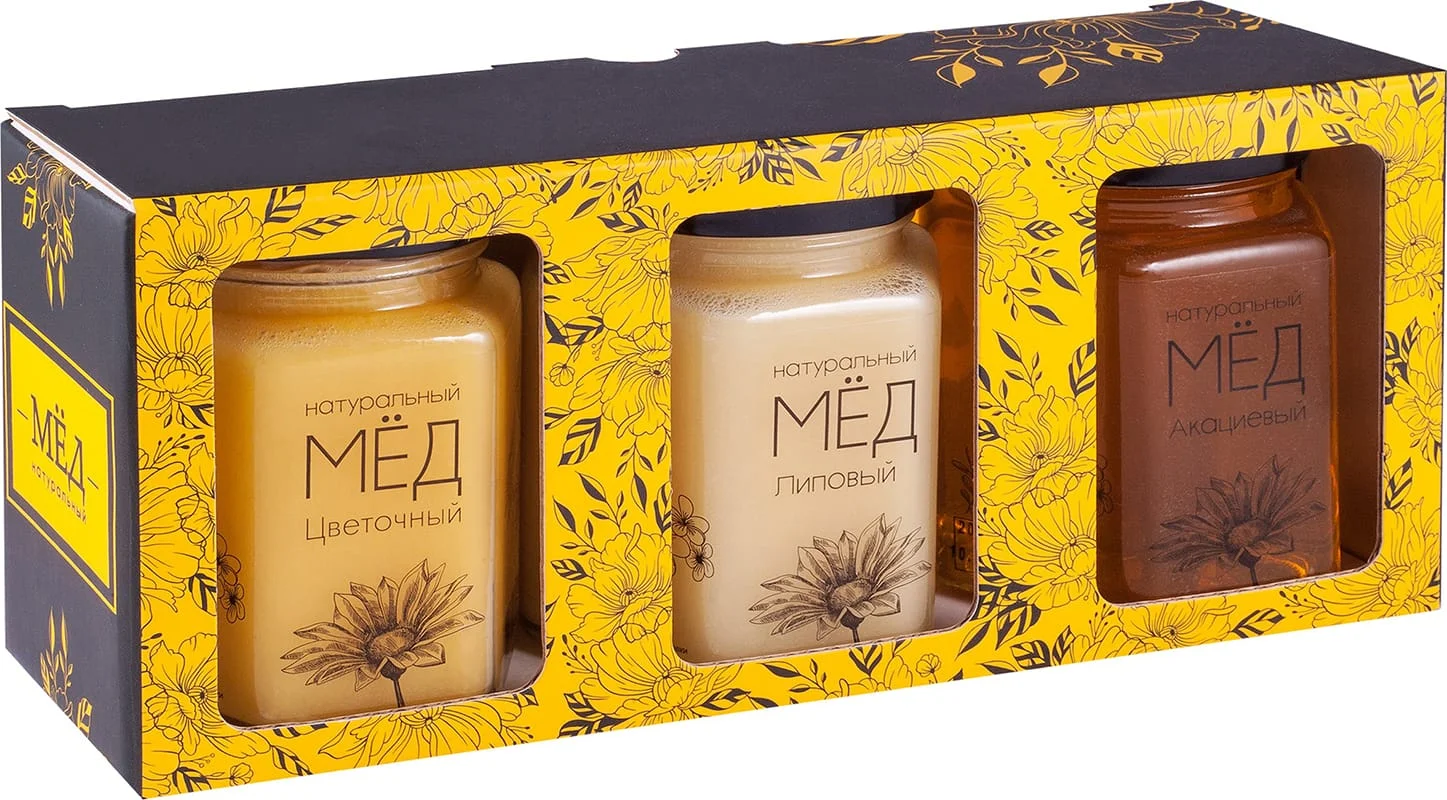 МЁД
натуральный
натуральный
МЁД
Цветочный
натуральный
МЁД
Липовый
натуральный
МЁД
Акациевый